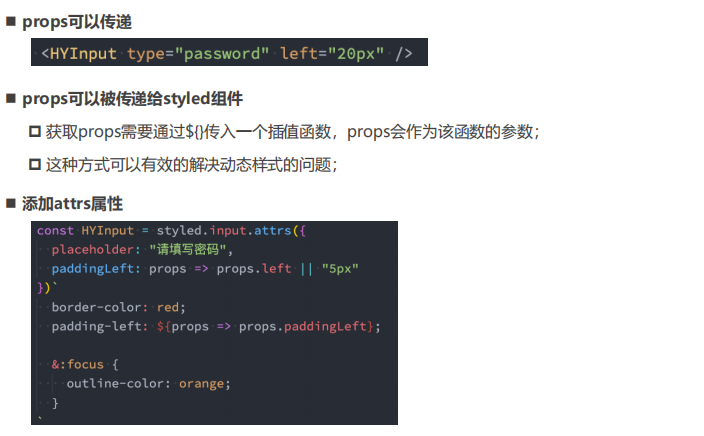 props可以传递
<HYInput type="password" left="20px" />
props可以被传递给styled组件
获取props需要通过${}传入一个插值函数，props会作为该函数的参数；
这种方式可以有效的解决动态样式的问题；
添加attrs属性
const HYInput = styled.input.attrs({
  placeholder: "请填写密码",
  paddingLeft: props => props.left || "5px"
})`
  border-color: red;
  padding-left: ${props => props.paddingLeft};

  &:focus {
    outline-color: orange;
  }
`